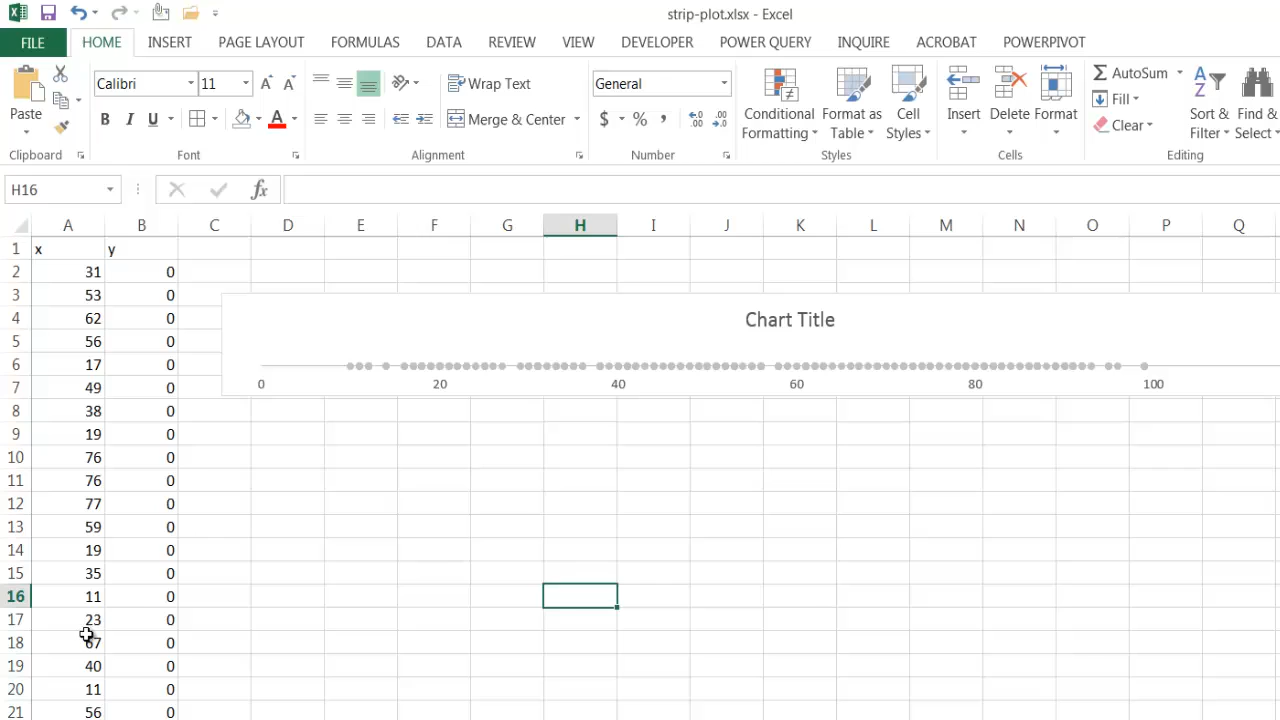 strip-plot.xlsx - Excel
FILE HOME INSERT PAGE LAYOUT FORMULAS DATA REVIEW VIEW DEVELOPER POWER QUERY INQUIRE ACROBAT POWERPIVOT
Calibri 11 Wrap Text General AutoSum
Paste Conditional Format as Cell Insert Delete Format Fill Sort & Find &
B I U Merge & Center $ % Formatting Table Styles Clear Filter Select
Clipboard Font Alignment Number Styles Cells Editing
H16 fx
A B C D E F G H I J K L M N O P Q
1 x y
2 31 0
3 53 0
4 62 0
Chart Title
5 56 0
6 17 0
7 49 0
0 20 40 60 80 100
8 38 0
9 19 0
10 76 0
11 76 0
12 77 0
13 59 0
14 19 0
15 35 0
16 11 0
17 23 0
18 67 0
19 40 0
20 11 0
21 56 0